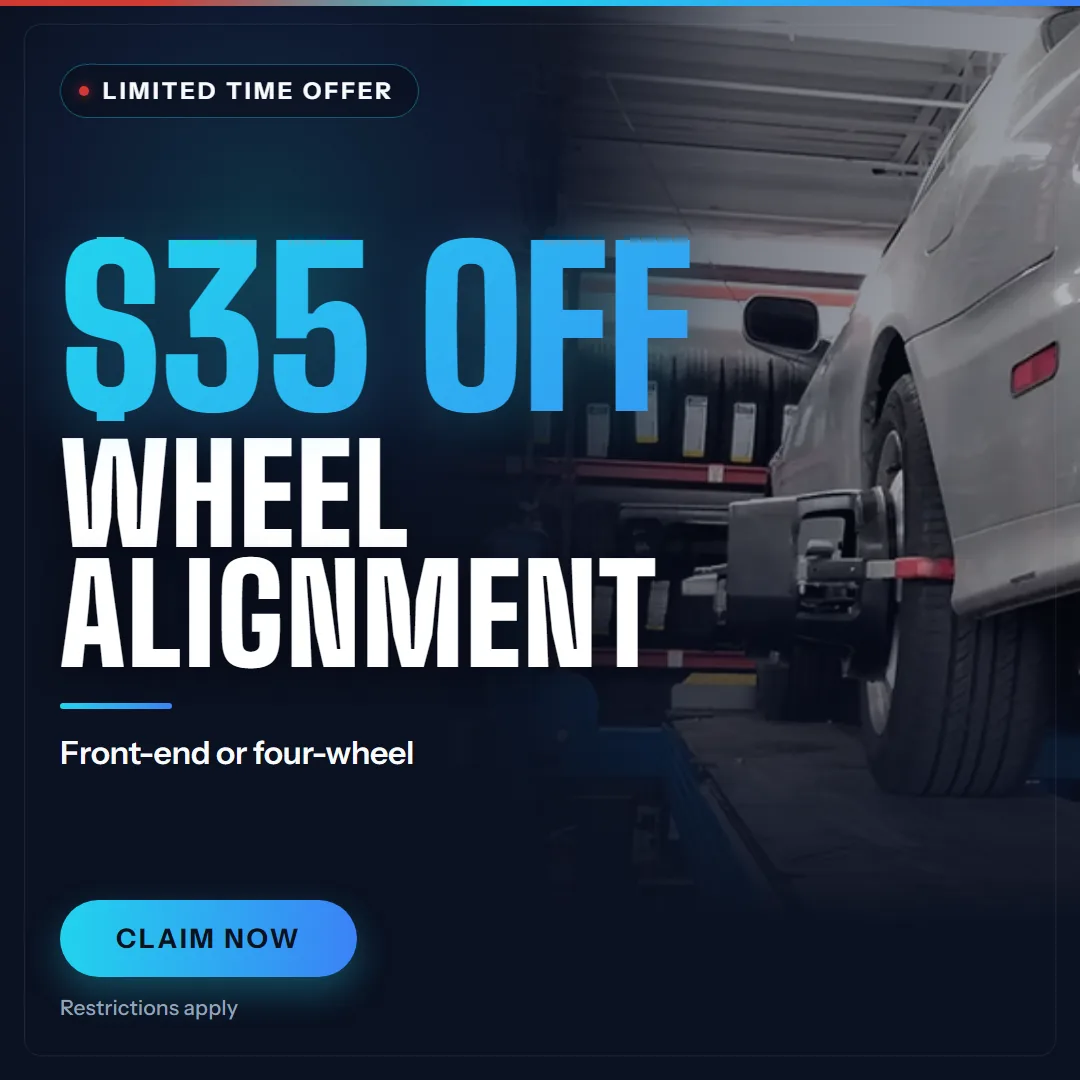 LIMITED TIME OFFER
$35 OFF
WHEEL
ALIGNMENT
Front-end or four-wheel
CLAIM NOW
Restrictions apply